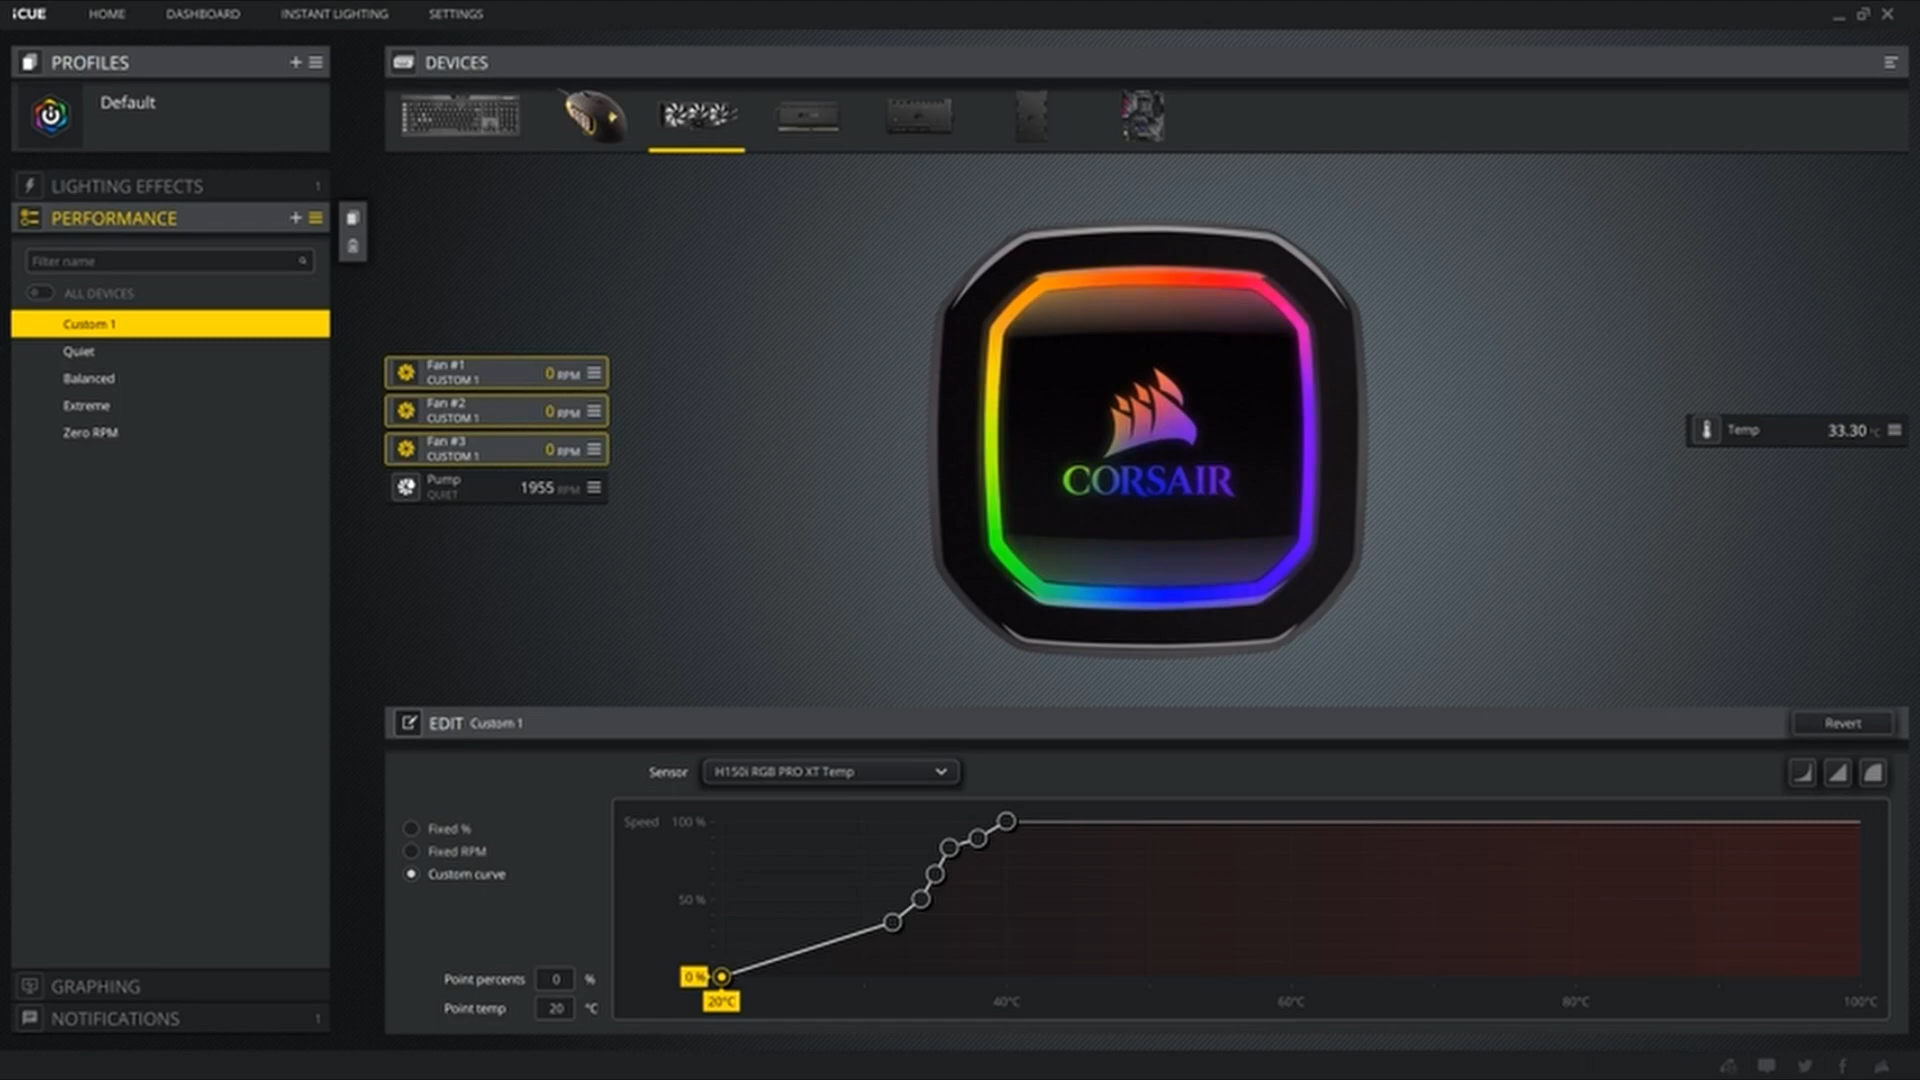 iCUE HOME DASHBOARD INSTANT LIGHTING SETTINGS
PROFILES
DEVICES
Default
LIGHTING EFFECTS 1
PERFORMANCE
Filter name
ALL DEVICES
Custom 1
Quiet
Balanced
Extreme
Zero RPM
Fan #1
CUSTOM 1
0 RPM
Fan #2
CUSTOM 1
0 RPM
Fan #3
CUSTOM 1
0 RPM
Pump
QUIET
1955 RPM
CORSAIR
Temp 33.30 °C
EDIT Custom 1
Revert
Sensor H150i RGB PRO XT Temp
Fixed %
Fixed RPM
Custom curve
Point percents 0 %
Point temp 20 °C
Speed 100 %
50 %
0 %
20°C 40°C 60°C 80°C 100°C
GRAPHING
NOTIFICATIONS 1